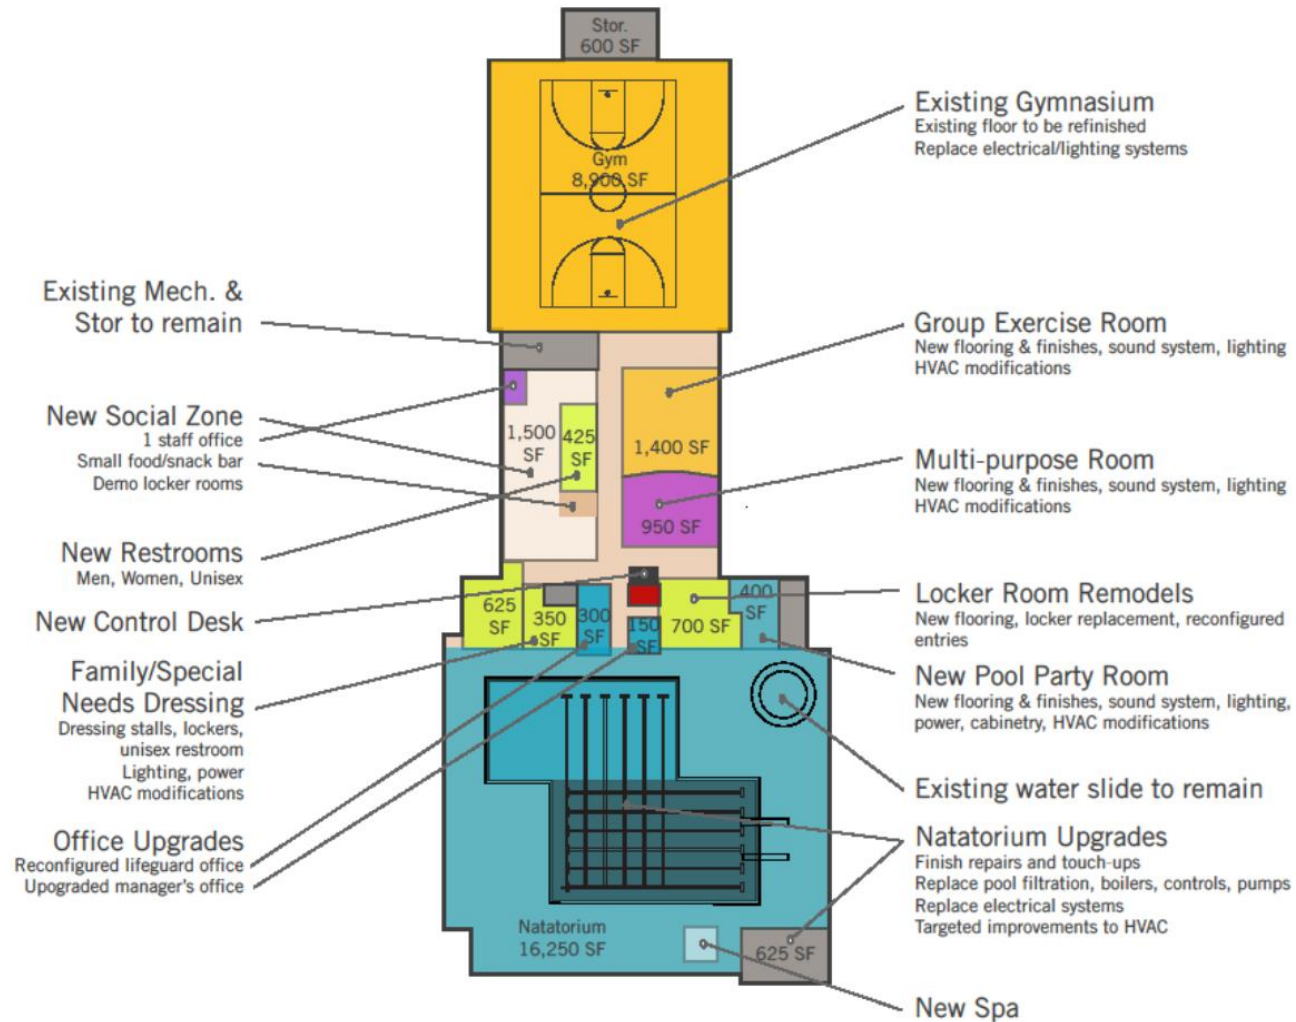 Stor.
600 SF
Gym
8,900 SF
Existing Gymnasium
Existing floor to be refinished
Replace electrical/lighting systems
Existing Mech. &
Stor to remain
Group Exercise Room
New flooring & finishes, sound system, lighting
HVAC modifications
New Social Zone
1 staff office
Small food/snack bar
Demo locker rooms
1,500
SF
425
SF
1,400 SF
Multi-purpose Room
New flooring & finishes, sound system, lighting
HVAC modifications
950 SF
New Restrooms
Men, Women, Unisex
New Control Desk
625
SF
350
SF
300
SF
150
SF
700 SF
400
SF
Locker Room Remodels
New flooring, locker replacement, reconfigured
entries
Family/Special
Needs Dressing
Dressing stalls, lockers,
unisex restroom
Lighting, power
HVAC modifications
New Pool Party Room
New flooring & finishes, sound system, lighting,
power, cabinetry, HVAC modifications
Existing water slide to remain
Office Upgrades
Reconfigured lifeguard office
Upograded manager's office
Natatorium Upgrades
Finish repairs and touch-ups
Replace pool filtration, boilers, controls, pumps
Replace electrical systems
Targeted improvements to HVAC
Natatorium
16,250 SF
625 SF
New Spa